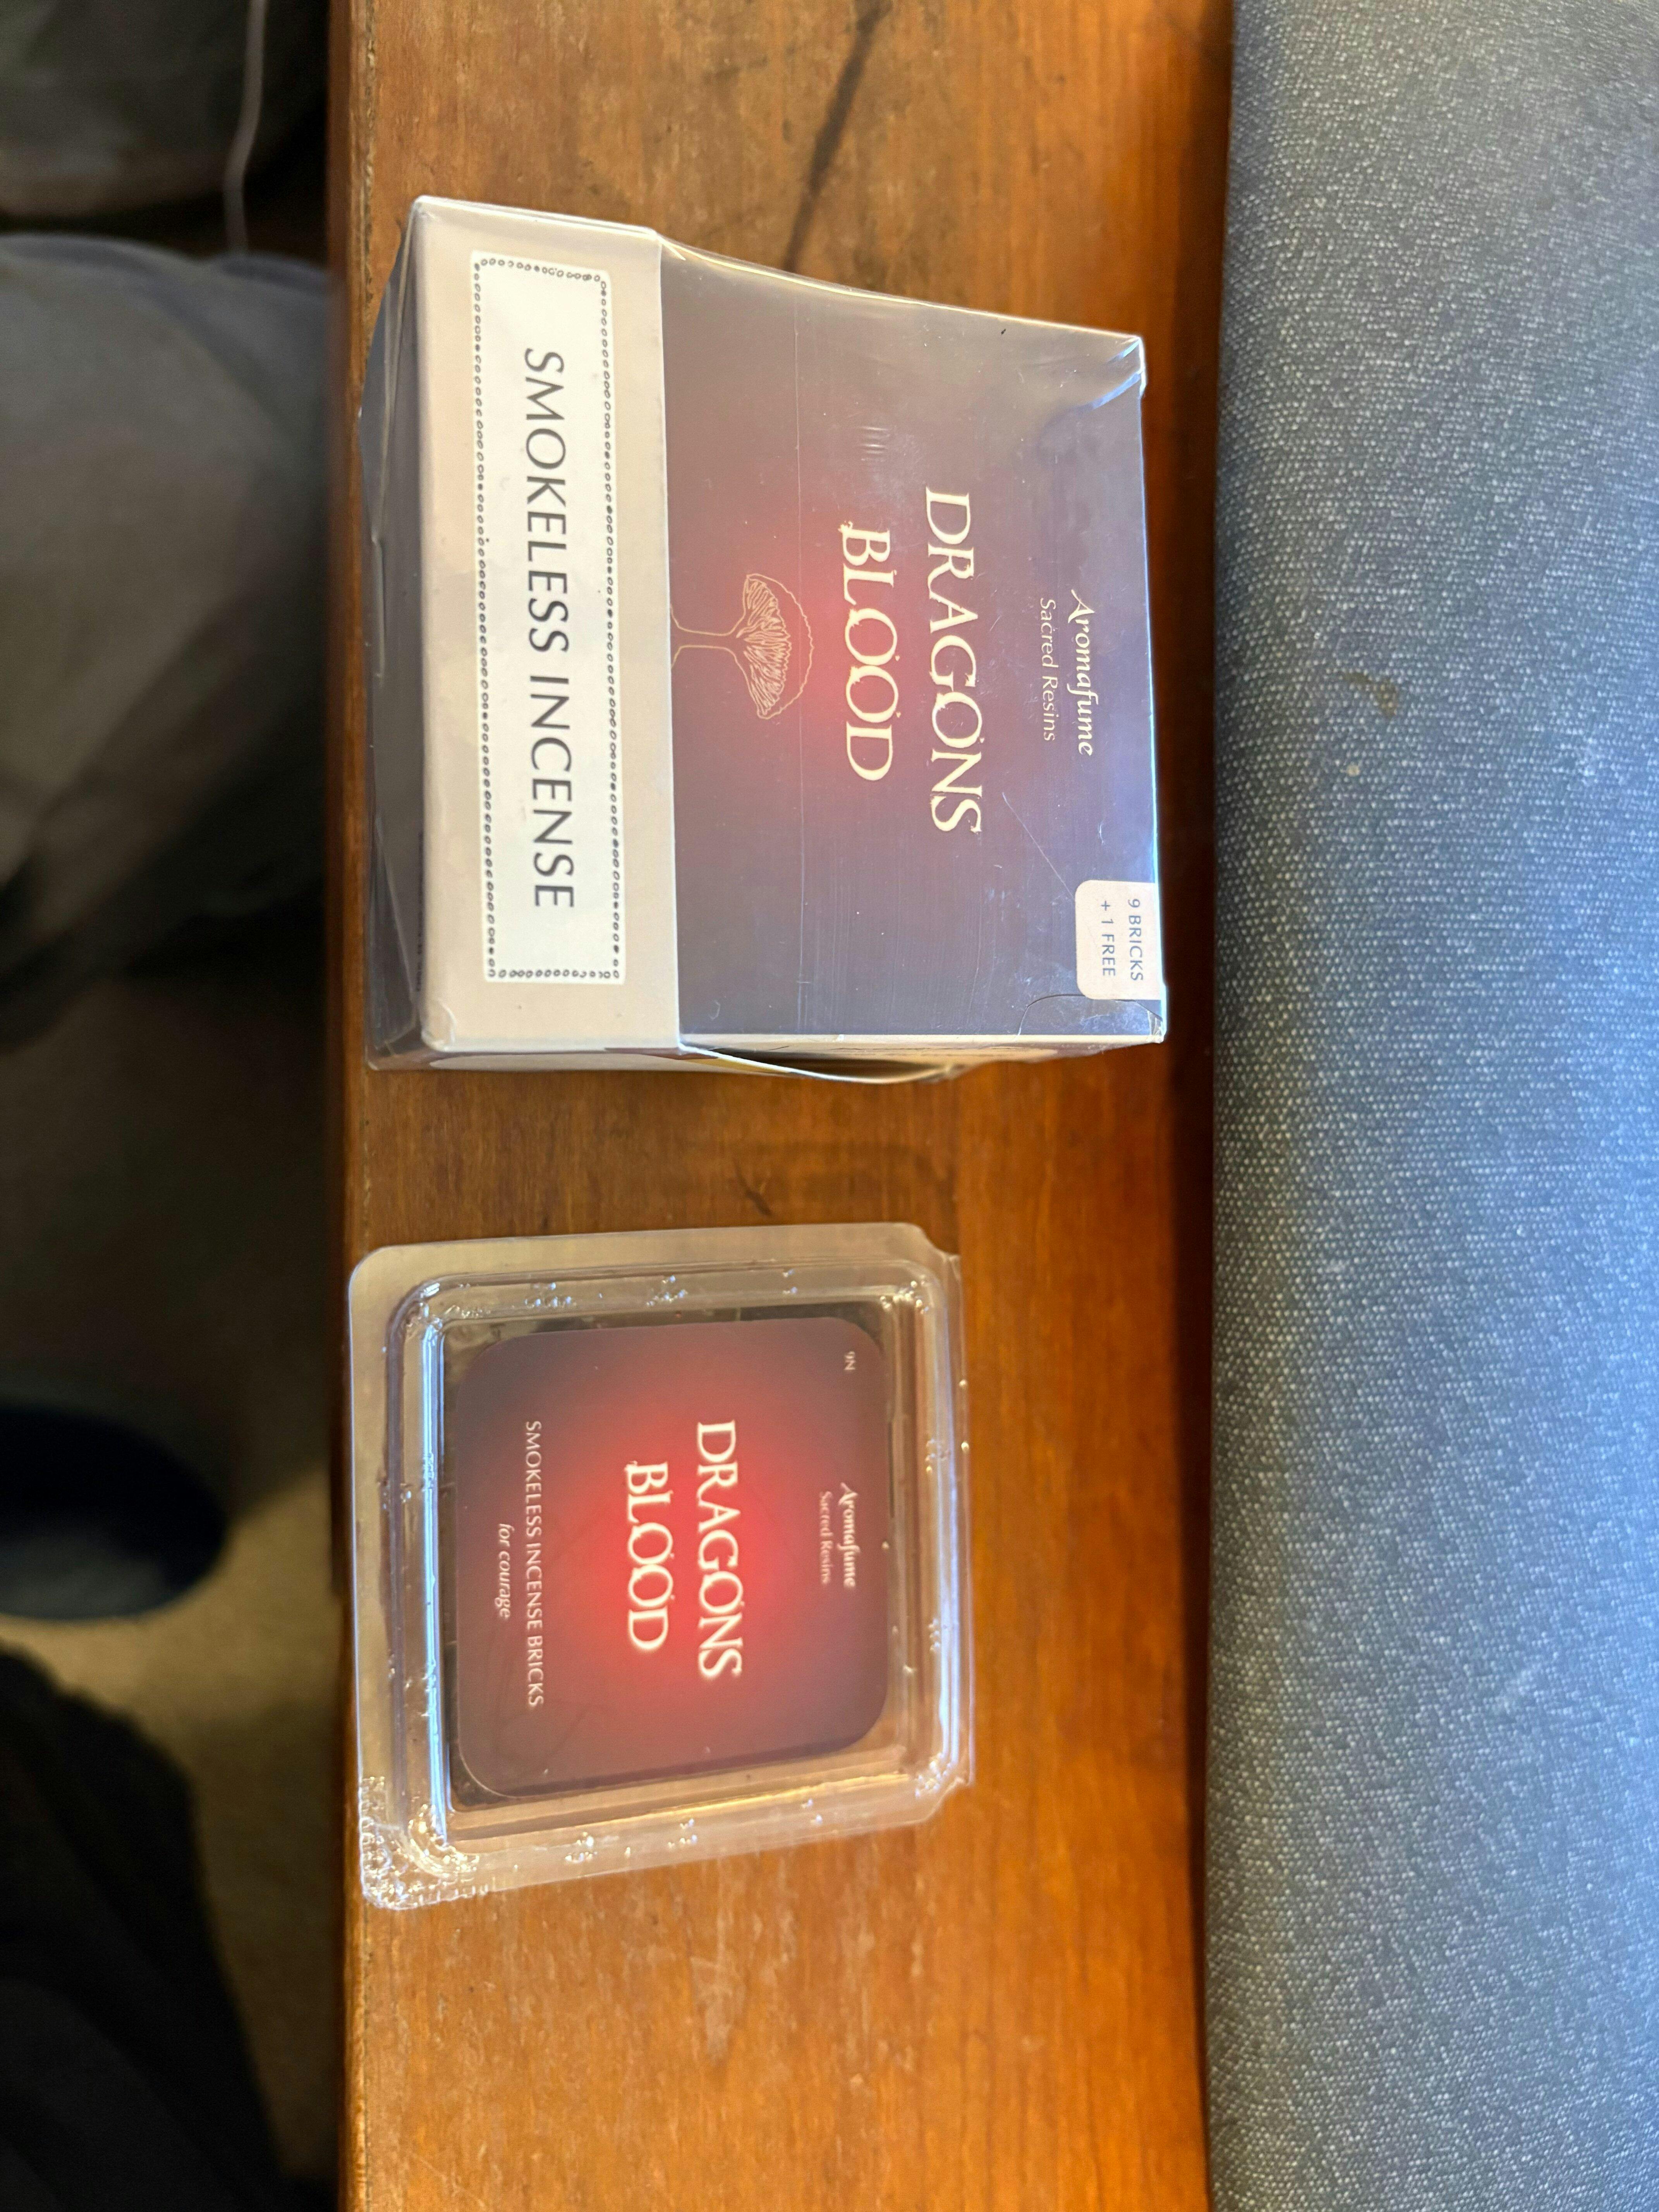 Aromafume
Sacred Resins
DRAGONS
BLOOD
9 BRICKS
+ 1 FREE
SMOKELESS INCENSE
9N
Aromafume
Sacred Resins
DRAGONS
BLOOD
SMOKELESS INCENSE BRICKS
for courage